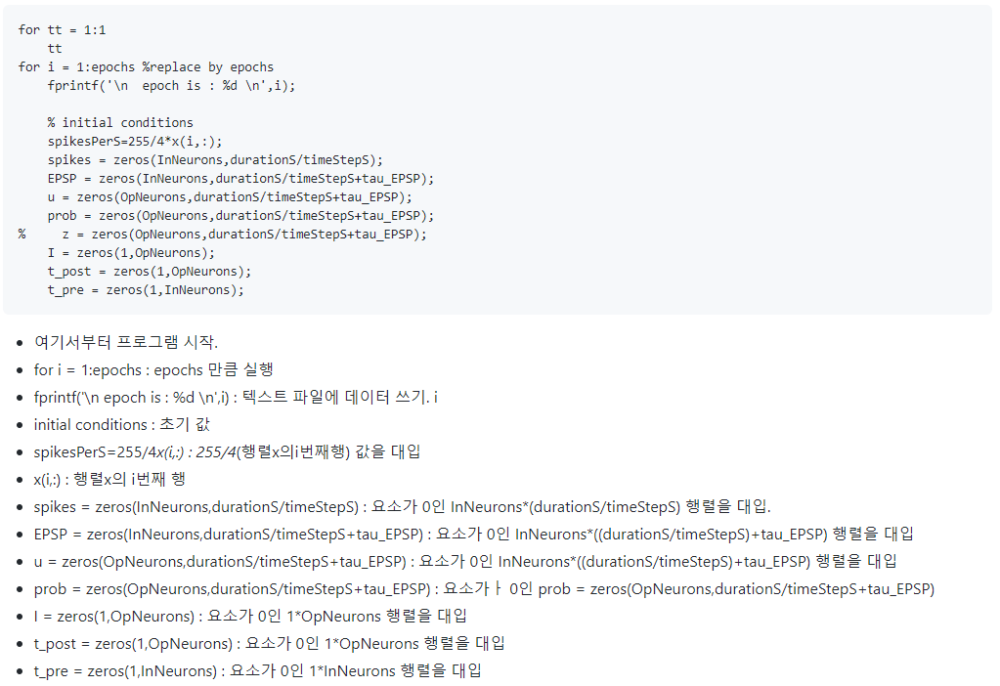 for tt = 1:1
    tt
for i = 1:epochs %replace by epochs
    fprintf('\n  epoch is : %d \n',i);

    % initial conditions
    spikesPerS=255/4*x(i,:);
    spikes = zeros(InNeurons,durationS/timeStepS);
    EPSP = zeros(InNeurons,durationS/timeStepS+tau_EPSP);
    u = zeros(OpNeurons,durationS/timeStepS+tau_EPSP);
    prob = zeros(OpNeurons,durationS/timeStepS+tau_EPSP);
%     z = zeros(OpNeurons,durationS/timeStepS+tau_EPSP);
    I = zeros(1,OpNeurons);
    t_post = zeros(1,OpNeurons);
    t_pre = zeros(1,InNeurons);
• 여기서부터 프로그램 시작.
• for i = 1:epochs : epochs 만큼 실행
• fprintf('\n epoch is : %d \n',i) : 텍스트 파일에 데이터 쓰기. i
• initial conditions : 초기 값
• spikesPerS=255/4x(i,:) : 255/4(행렬x의i번째행) 값을 대입
• x(i,:) : 행렬x의 i번째 행
• spikes = zeros(InNeurons,durationS/timeStepS) : 요소가 0인 InNeurons*(durationS/timeStepS) 행렬을 대입.
• EPSP = zeros(InNeurons,durationS/timeStepS+tau_EPSP) : 요소가 0인 InNeurons*((durationS/timeStepS)+tau_EPSP) 행렬을 대입
• u = zeros(OpNeurons,durationS/timeStepS+tau_EPSP) : 요소가 0인 InNeurons*((durationS/timeStepS)+tau_EPSP) 행렬을 대입
• prob = zeros(OpNeurons,durationS/timeStepS+tau_EPSP) : 요소가ㅏ 0인 prob = zeros(OpNeurons,durationS/timeStepS+tau_EPSP)
• I = zeros(1,OpNeurons) : 요소가 0인 1*OpNeurons 행렬을 대입
• t_post = zeros(1,OpNeurons) : 요소가 0인 1*OpNeurons 행렬을 대입
• t_pre = zeros(1,InNeurons) : 요소가 0인 1*InNeurons 행렬을 대입